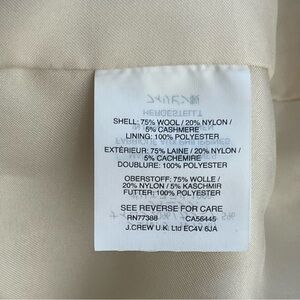 SHELL: 75% WOOL / 20% NYLON /
5% CASHMERE
LINING: 100% POLYESTER
EXTÉRIEUR: 75% LAINE / 20% NYLON /
5% CACHEMIRE
DOUBLURE: 100% POLYESTER
OBERSTOFF: 75% WOLLE /
20% NYLON / 5% KASCHMIR
FUTTER: 100% POLYESTER
SEE REVERSE FOR CARE
RN77388 CA56445
J.CREW U.K. Ltd EC4V 6JA